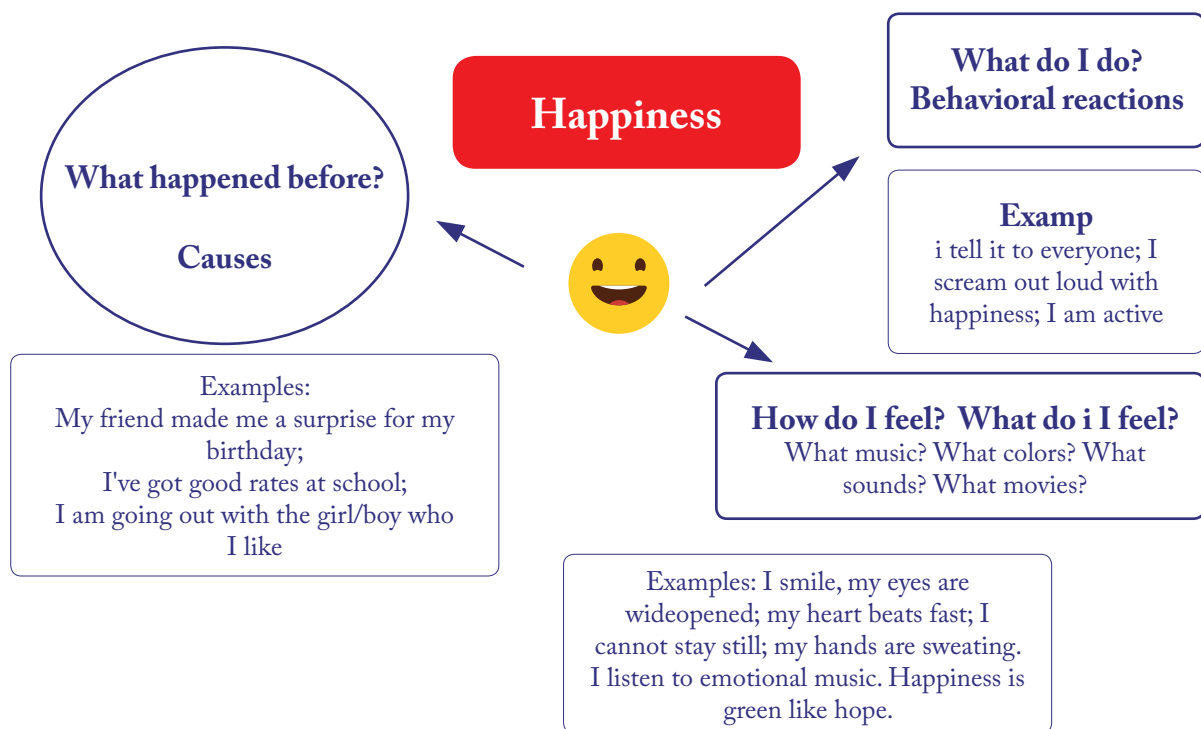 Happiness
What happened before?
Causes
Examples:
My friend made me a surprise for my
birthday;
I've got good rates at school;
I am going out with the girl/boy who
I like
What do I do?
Behavioral reactions
Examp
i tell it to everyone; I
scream out loud with
happiness; I am active
How do I feel? What do i I feel?
What music? What colors? What
sounds? What movies?
Examples: I smile, my eyes are
wideopened; my heart beats fast; I
cannot stay still; my hands are sweating.
I listen to emotional music. Happiness is
green like hope.